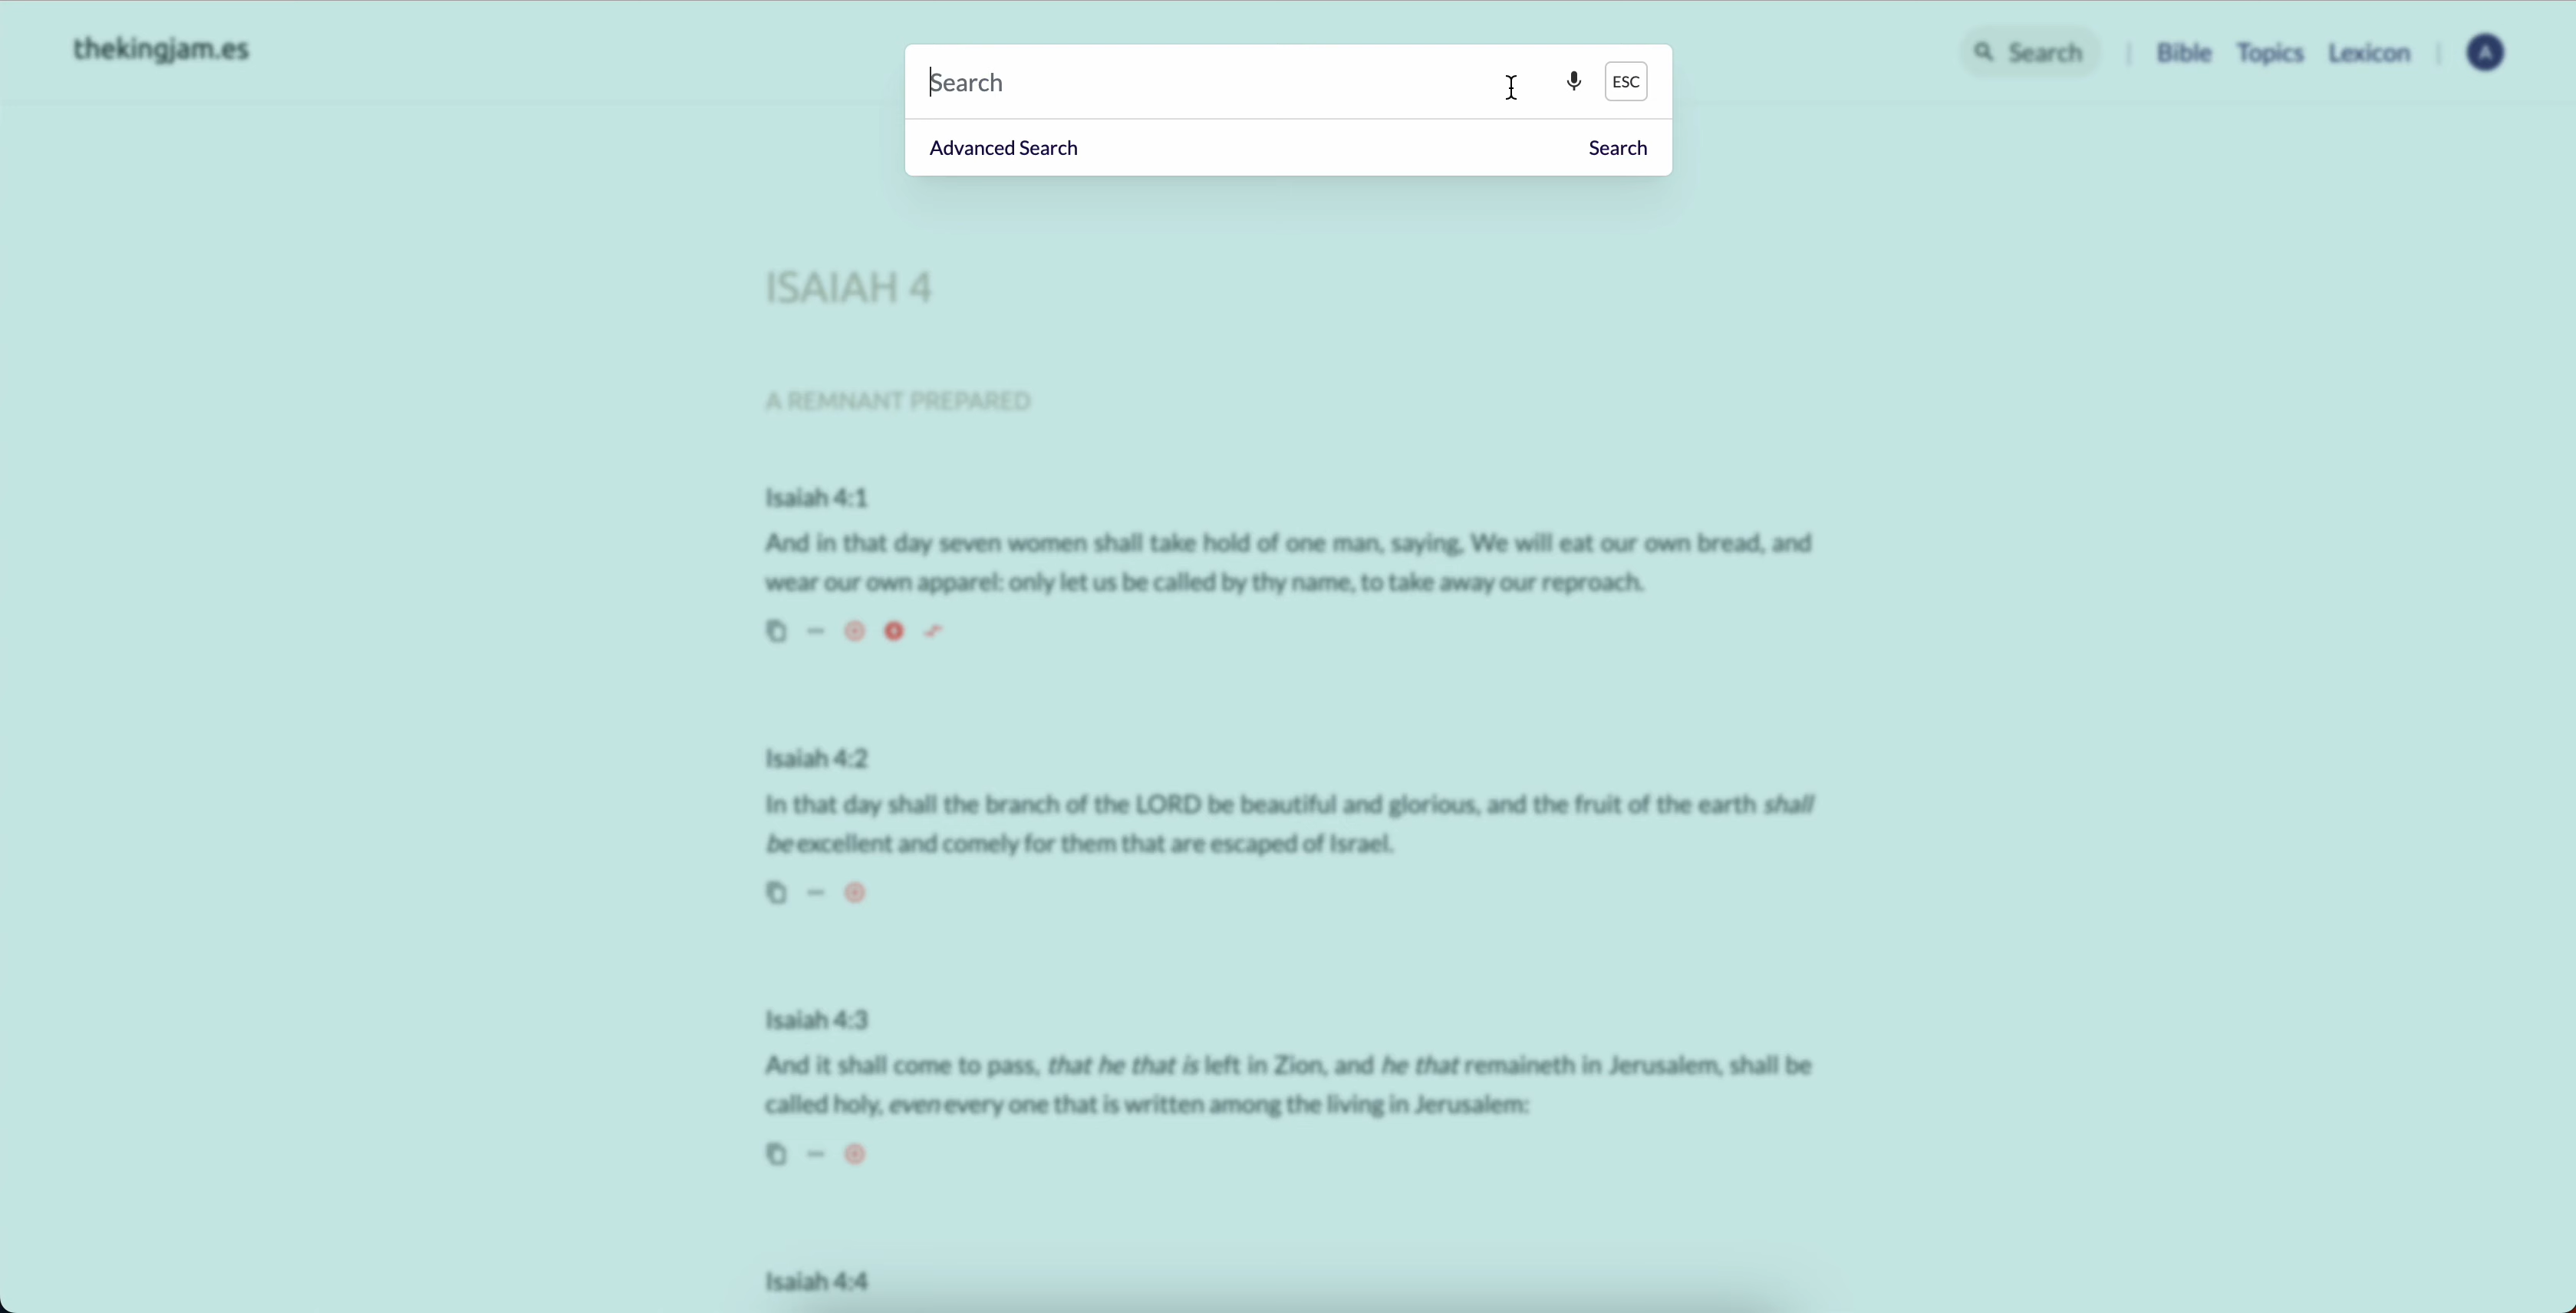 thekingjam.es
Search
Bible
Topics
Lexicon
A
Search
ESC
Advanced Search
Search
ISAIAH 4
A REMNANT PREPARED
Isaiah 4:1
And in that day seven women shall take hold of one man, saying, We will eat our own bread, and
wear our own apparel: only let us be called by thy name, to take away our reproach.
Isaiah 4:2
In that day shall the branch of the LORD be beautiful and glorious, and the fruit of the earth shall
be excellent and comely for them that are escaped of Israel.
Isaiah 4:3
And it shall come to pass, that he that is left in Zion, and he that remaineth in Jerusalem, shall be
called holy, even every one that is written among the living in Jerusalem:
Isaiah 4:4